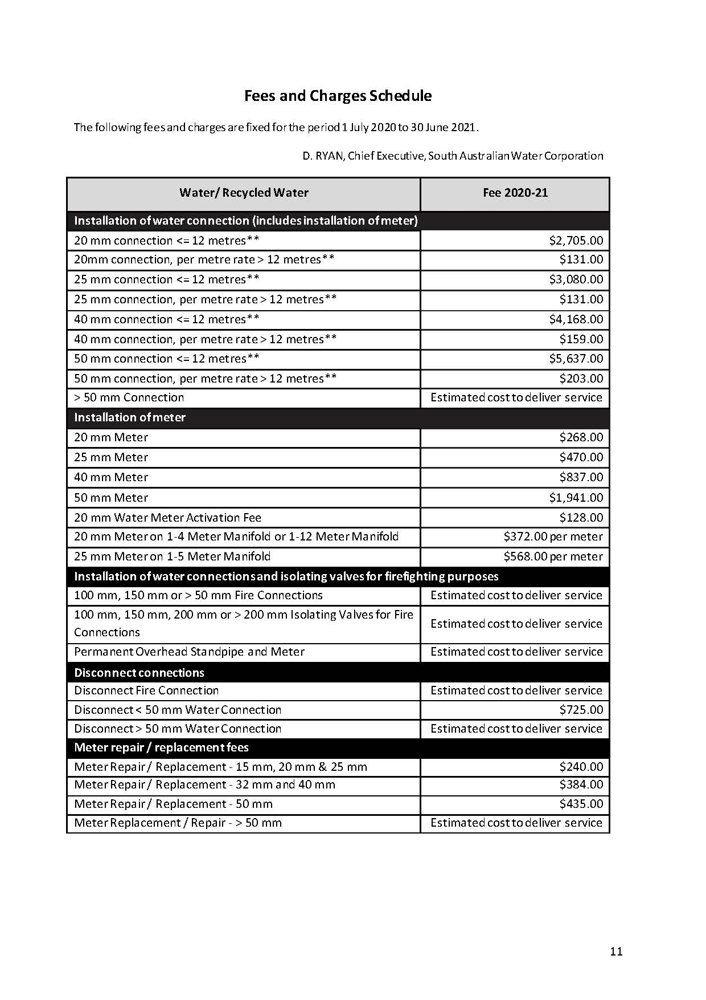 Fees and Charges Schedule
The following fees and charges are fixed for the period 1 July 2020 to 30 June 2021.
D. RYAN, Chief Executive, South Australian Water Corporation
Water/ Recycled Water Fee 2020-21
Installation of water connection (includes installation of meter)
20 mm connection <= 12 metres** $2,705.00
20mm connection, per metre rate > 12 metres** $131.00
25 mm connection <= 12 metres** $3,080.00
25 mm connection, per metre rate > 12 metres** $131.00
40 mm connection <= 12 metres** $4,168.00
40 mm connection, per metre rate > 12 metres** $159.00
50 mm connection <= 12 metres** $5,637.00
50 mm connection, per metre rate > 12 metres** $203.00
> 50 mm Connection Estimated cost to deliver service
Installation of meter
20 mm Meter $268.00
25 mm Meter $470.00
40 mm Meter $837.00
50 mm Meter $1,941.00
20 mm Water Meter Activation Fee $128.00
20 mm Meter on 1-4 Meter Manifold or 1-12 Meter Manifold $372.00 per meter
25 mm Meter on 1-5 Meter Manifold $568.00 per meter
Installation of water connections and isolating valves for firefighting purposes
100 mm, 150 mm or > 50 mm Fire Connections Estimated cost to deliver service
100 mm, 150 mm, 200 mm or > 200 mm Isolating Valves for Fire
Connections Estimated cost to deliver service
Permanent Overhead Standpipe and Meter Estimated cost to deliver service
Disconnect connections
Disconnect Fire Connection Estimated cost to deliver service
Disconnect < 50 mm Water Connection $725.00
Disconnect > 50 mm Water Connection Estimated cost to deliver service
Meter repair / replacement fees
Meter Repair / Replacement - 15 mm, 20 mm & 25 mm $240.00
Meter Repair / Replacement - 32 mm and 40 mm $384.00
Meter Repair / Replacement - 50 mm $435.00
Meter Replacement / Repair - > 50 mm Estimated cost to deliver service
11